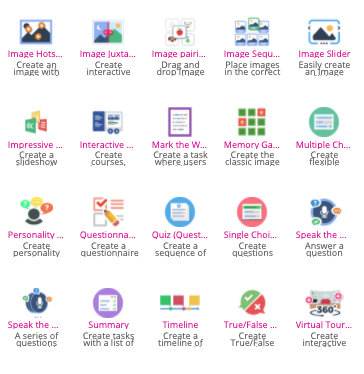 Image Hots... Image Juxta... Image pairi... Image Sequ... Image Slider
Create an Create Drag and Place images Easily create
image with interactive drop image in the correct an image
Impressive ... Interactive ... Mark the W... Memory Ga... Multiple Ch...
Create a Create Create a task Create the Create
slideshow courses, where users classic image flexible
Personality ... Questionna... Quiz (Quest... Single Choi... Speak the ...
Create Create a Create a Create Answer a
personality questionnaire sequence of questions question
360°
Speak the ... Summary Timeline True/False ... Virtual Tour...
A series of Create tasks Create a Create Create
questions with a list of timeline of True/False interactive